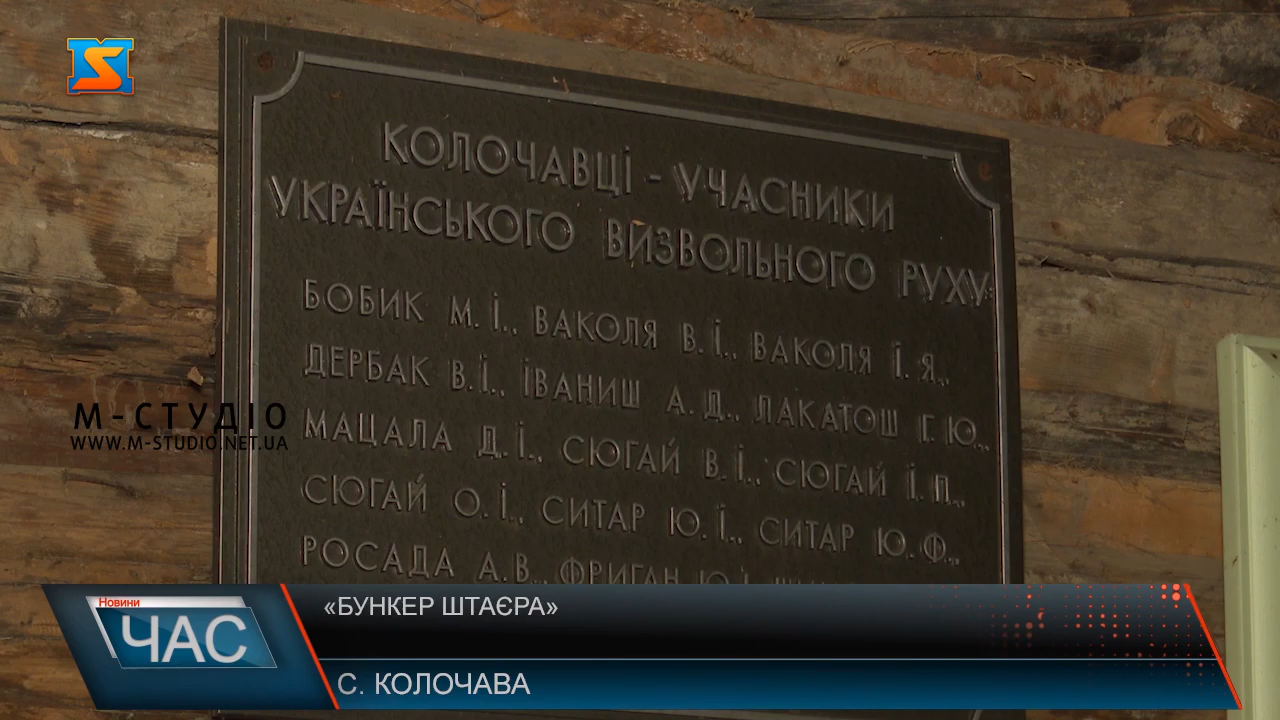 КОЛОЧАВЦІ - УЧАСНИКИ
УКРАЇНСЬКОГО ВИЗВОЛЬНОГО РУХУ:
БОБИК М. І., ВАКОЛЯ В. І., ВАКОЛЯ І. Я.,
ДЕРБАК В. І., ІВАНИШ А. Д., ЛАКАТОШ Г. Ю.,
МАЦАЛА Д. І., СЮГАЙ В. І., СЮГАЙ І. П.,
СЮГАЙ О. І., СИТАР Ю. І., СИТАР Ю. Ф.,
РОСАДА А. В., ФРИГАН Ю. І.,
М-СТУДІО
WWW.M-STUDIO.NET.UA
Новини
ЧАС
«БУНКЕР ШТАЄРА»
С. КОЛОЧАВА